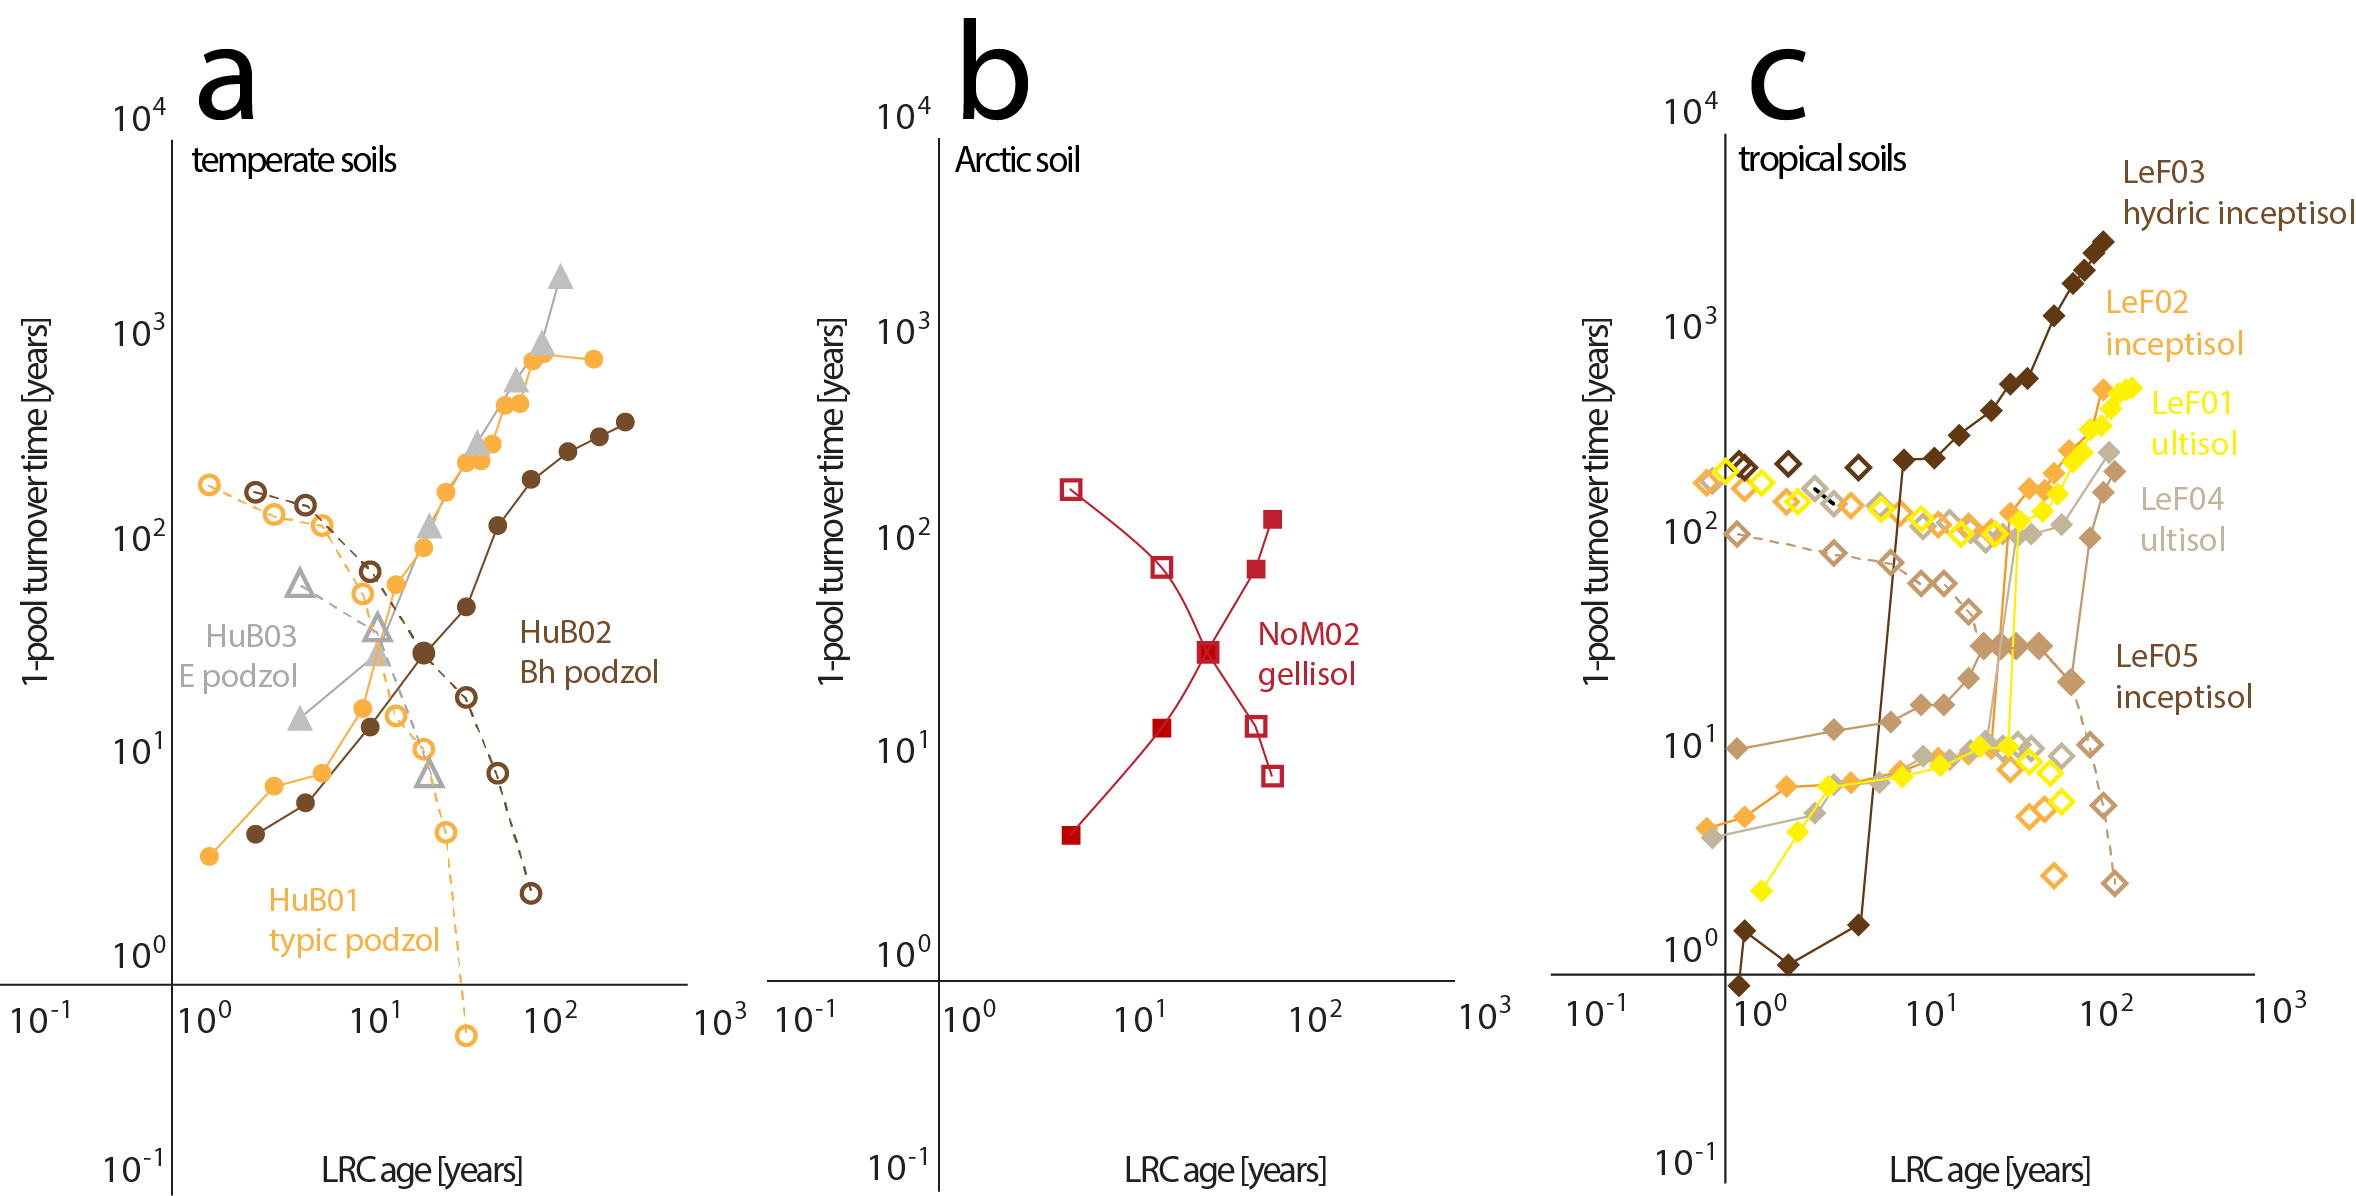 a
10^4
temperate soils
10^3
1-pool turnover time [years]
10^2
HuB03
E podzol
HuB02
Bh podzol
10^1
HuB01
typic podzol
10^0
10^-1 10^0 10^1 10^2 10^3
10^-1
LRC age [years]
b
10^4
Arctic soil
10^3
1-pool turnover time [years]
10^2
NoM02
gellisol
10^1
10^0
10^-1 10^0 10^1 10^2 10^3
10^-1
LRC age [years]
c
10^4
tropical soils
LeF03
hydric inceptisol
10^3
LeF02
inceptisol
1-pool turnover time [years]
LeF01
ultisol
LeF04
ultisol
10^2
LeF05
inceptisol
10^1
10^0
10^-1 10^0 10^1 10^2 10^3
10^-1
LRC age [years]